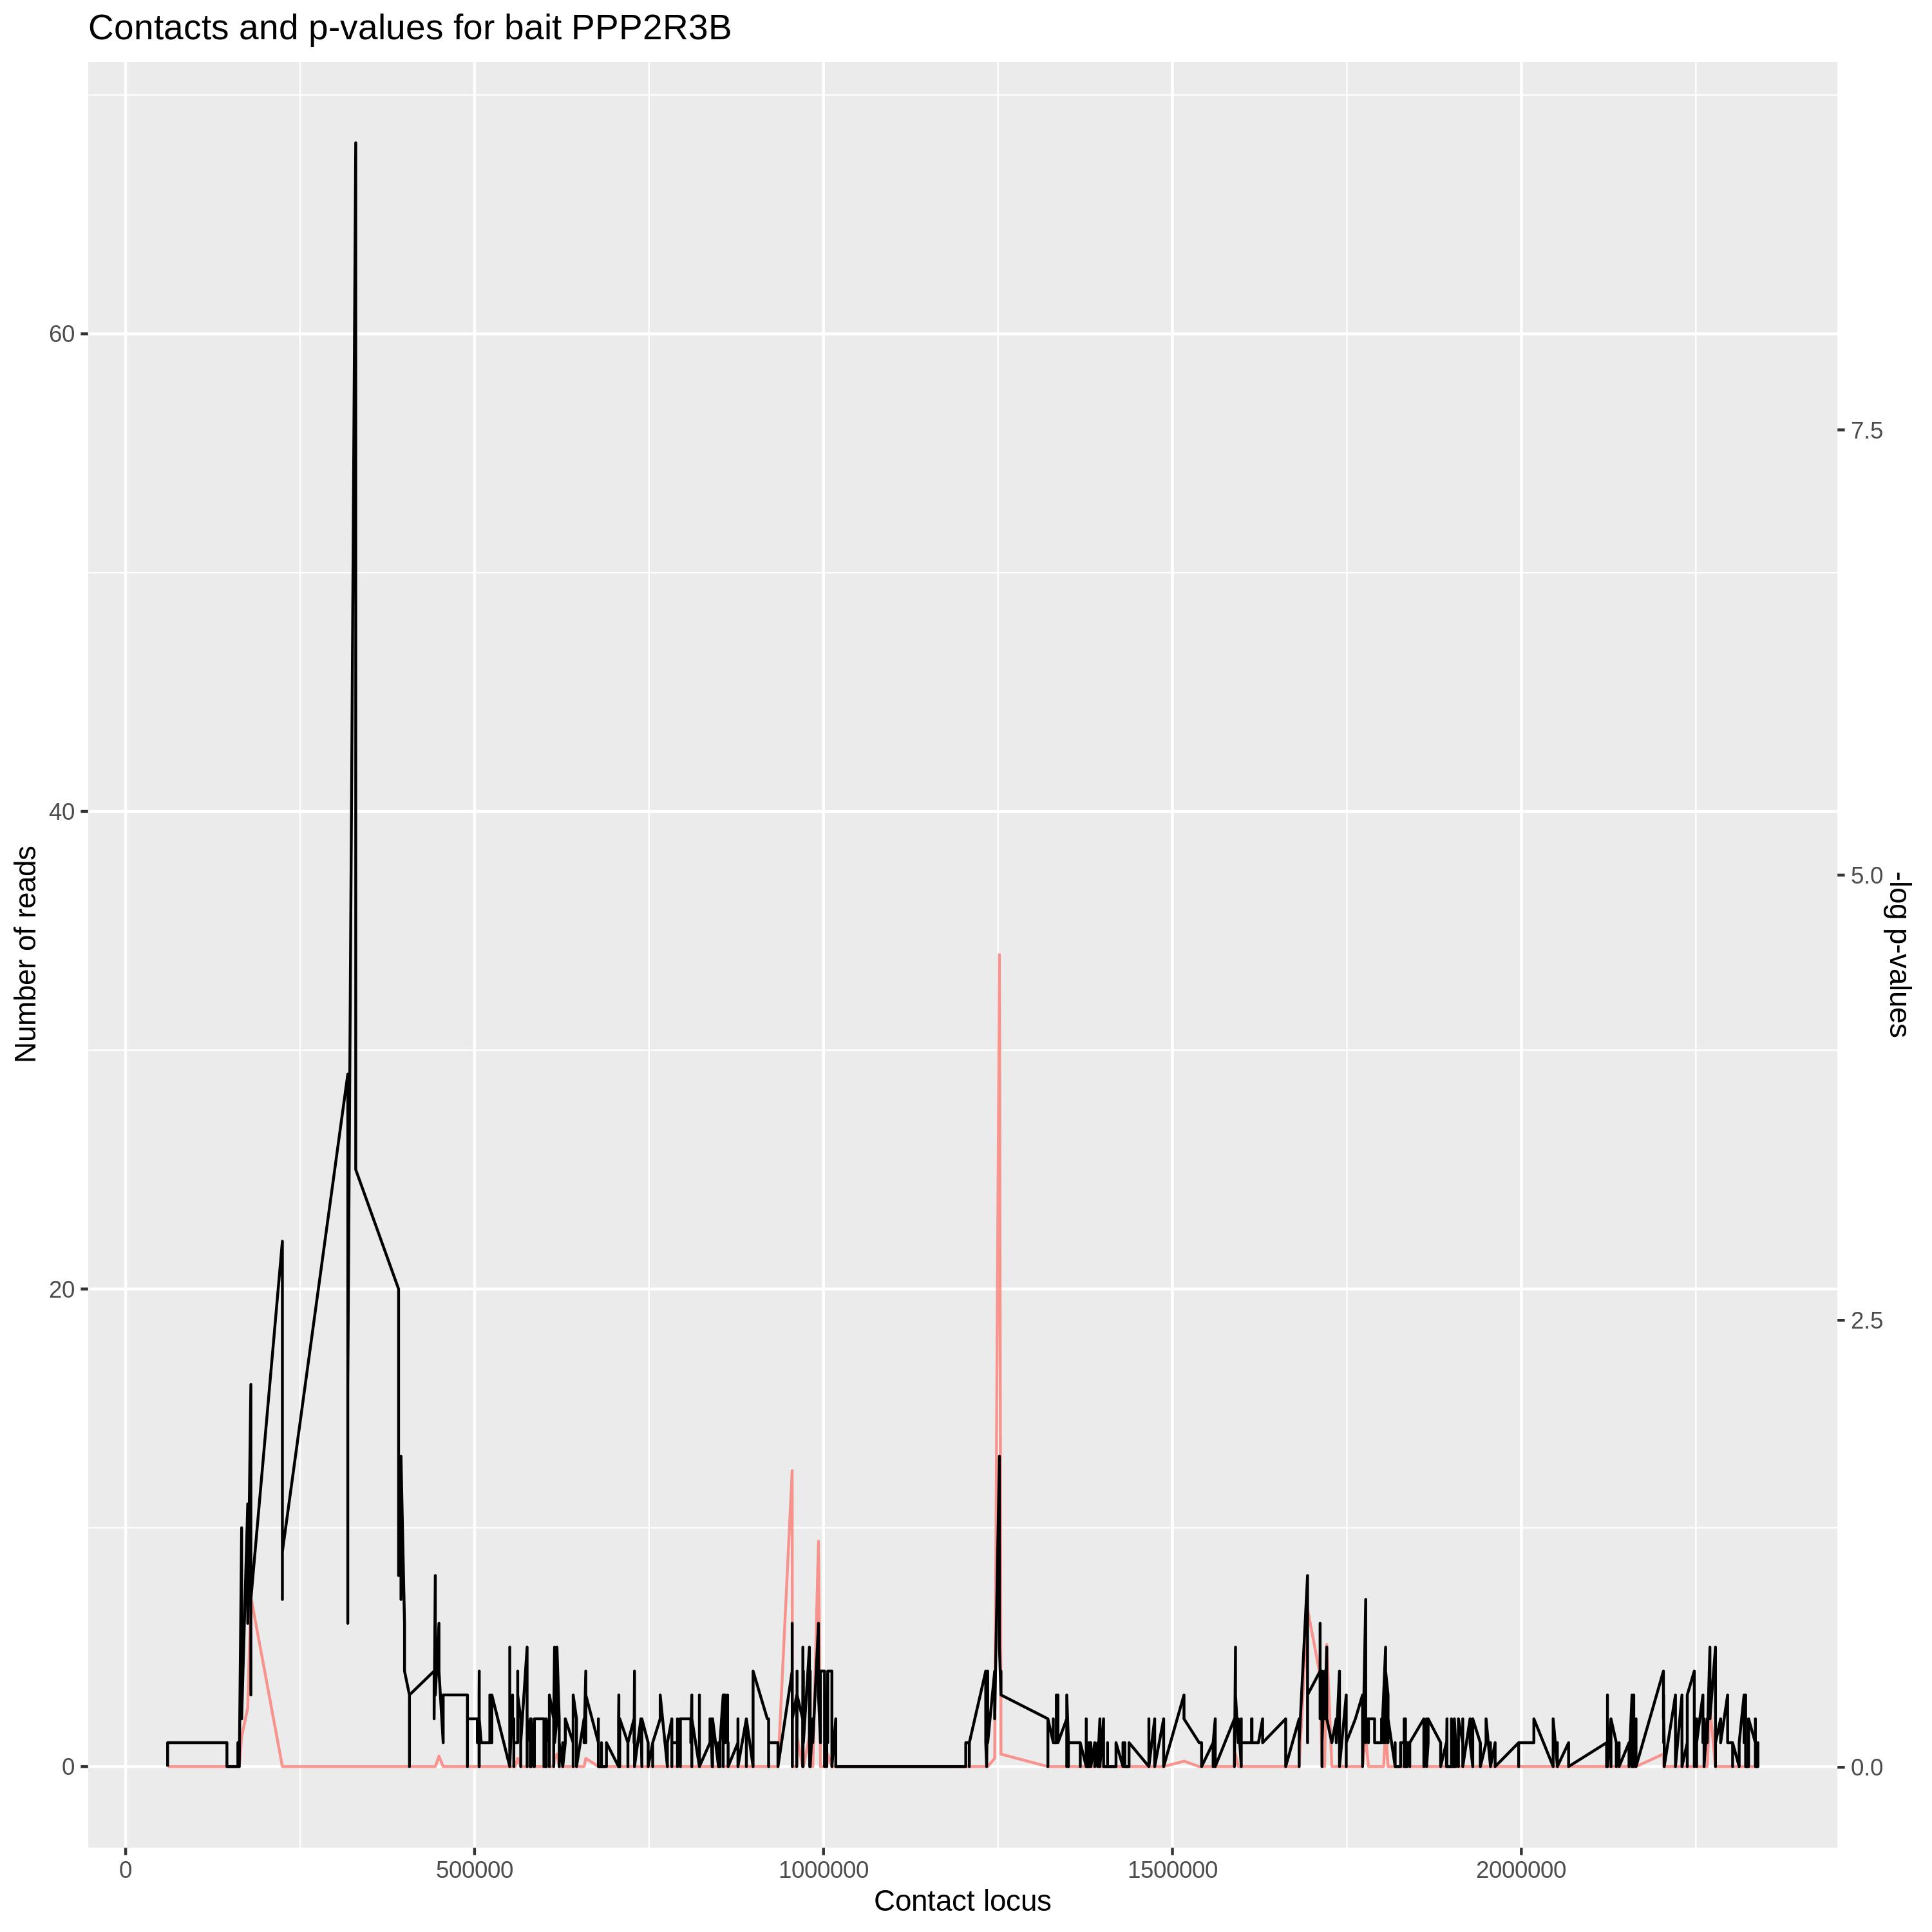 Contacts and p-values for bait PPP2R3B
60
40
20
0
Number of reads
7.5
5.0
2.5
0.0
-log p-values
0 500000 1000000 1500000 2000000
Contact locus